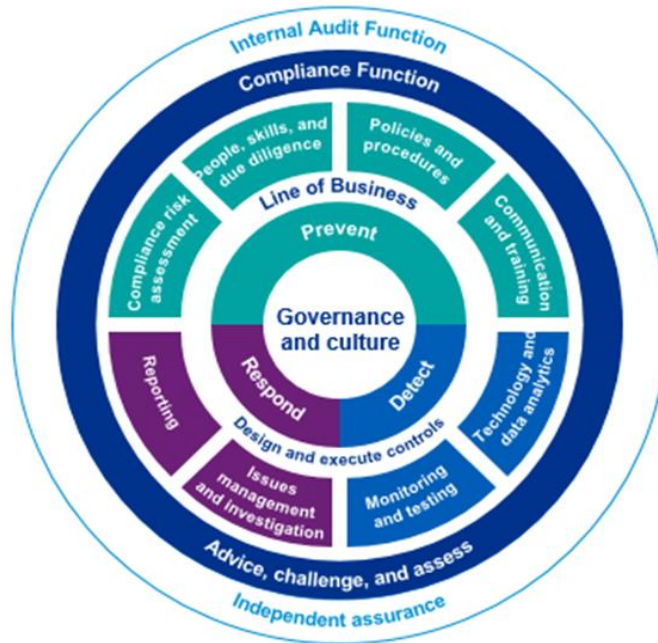 Internal Audit Function
Compliance Function
People, skills, and
due diligence
Policies and
procedures
Compliance risk
assessment
Line of Business
Communication
and training
Prevent
Governance
and culture
Reporting
Respond
Detect
Technology and
data analytics
Design and execute controls
Issues
management
and investigation
Monitoring
and testing
Advice, challenge, and assess
Independent assurance